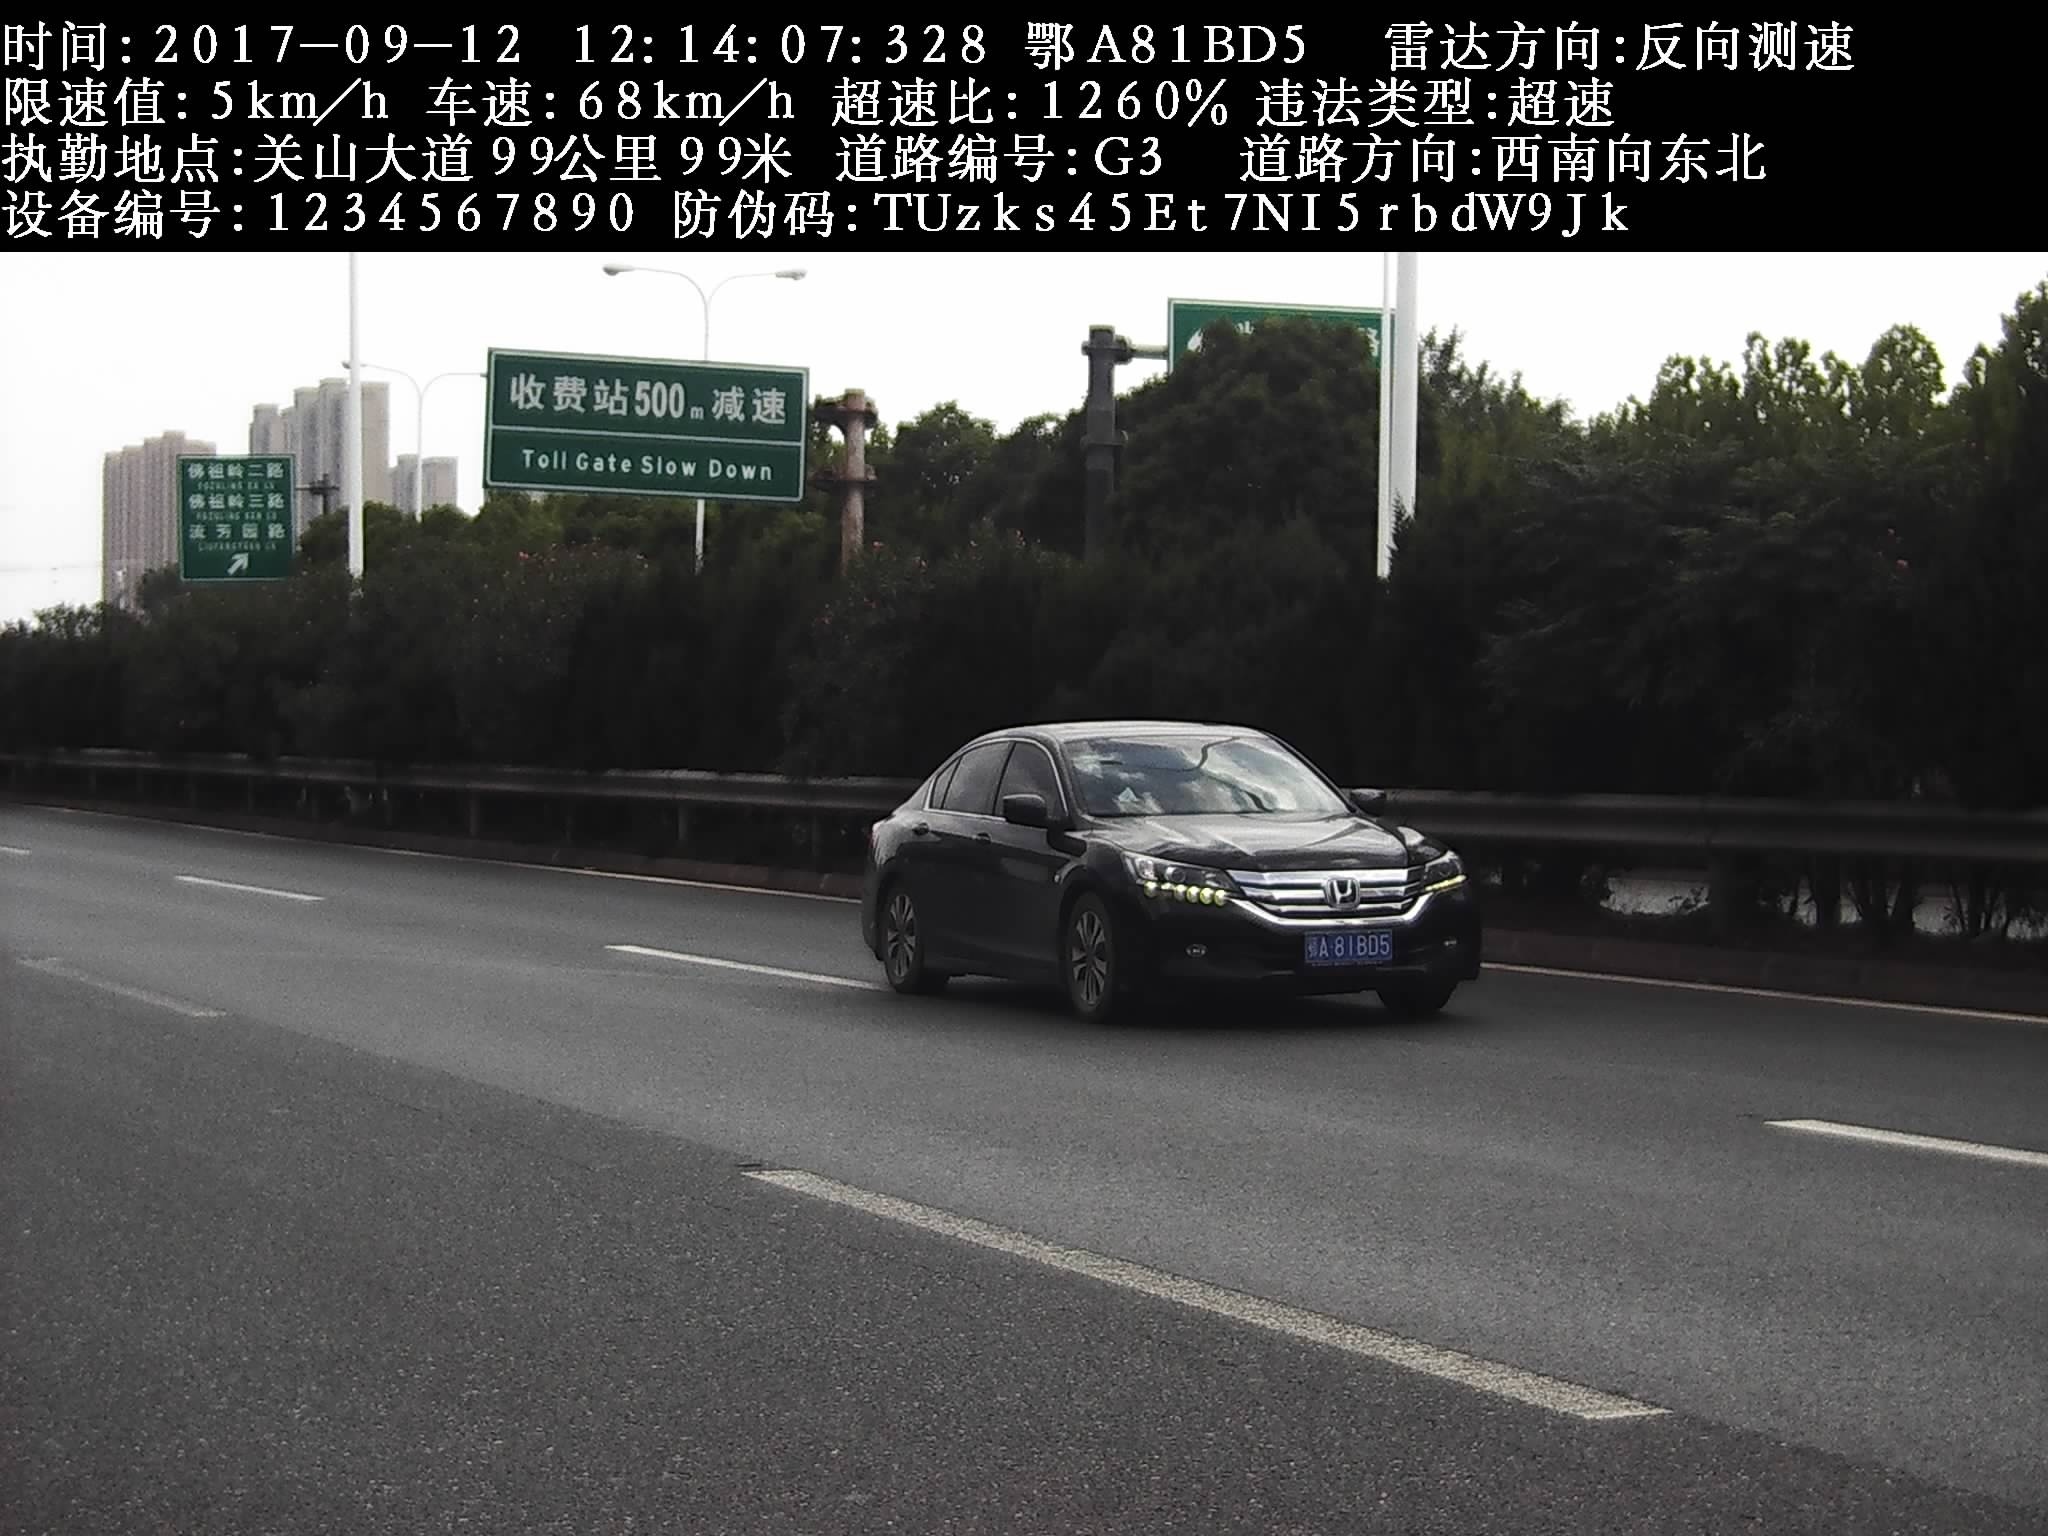 时间:2017-09-12 12:14:07:328 鄂A81BD5 雷达方向:反向测速
限速值:5km/h 车速:68km/h 超速比:1260% 违法类型:超速
执勤地点:关山大道99公里99米 道路编号:G3 道路方向:西南向东北
设备编号:1234567890 防伪码:TUzks45Et7NI5rbdW9Jk
收费站500m减速
Toll Gate Slow Down
佛祖岭二路
佛祖岭三路
流芳园路
路
鄂A·81BD5